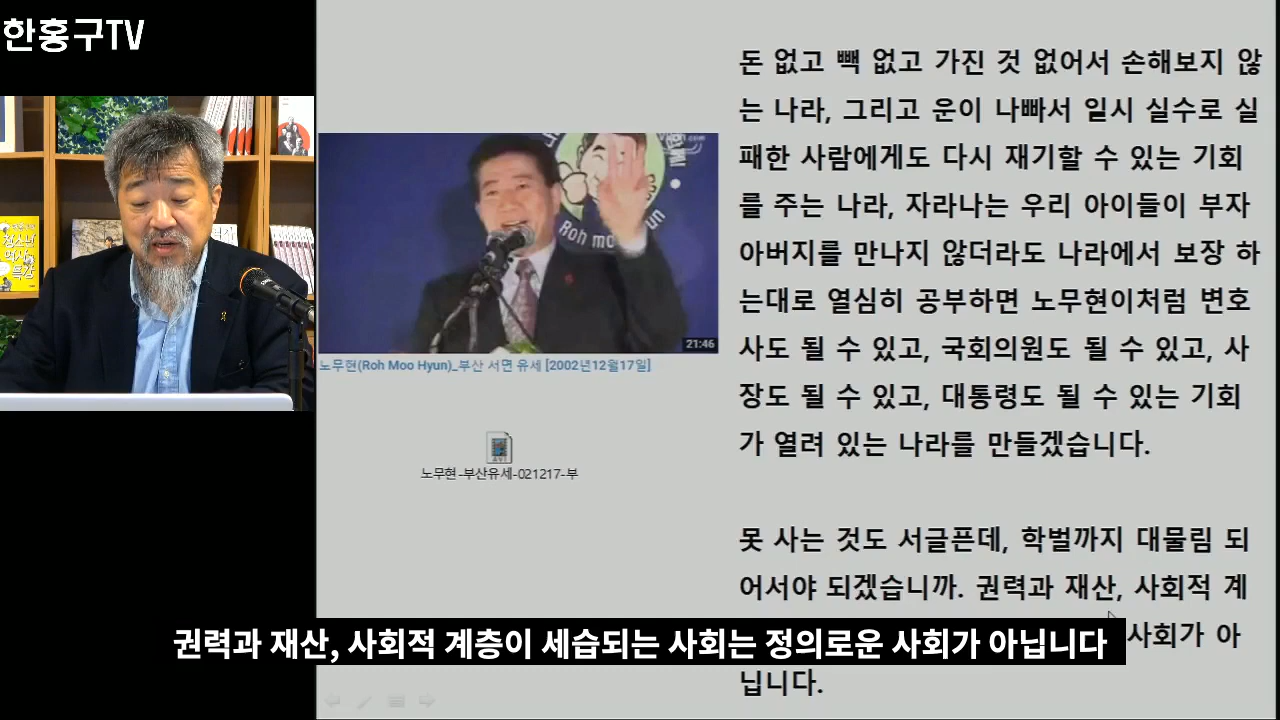 한홍구TV
돈 없고 빽 없고 가진 것 없어서 손해보지 않
는 나라, 그리고 운이 나빠서 일시 실수로 실
패한 사람에게도 다시 재기할 수 있는 기회
를 주는 나라, 자라나는 우리 아이들이 부자
아버지를 만나지 않더라도 나라에서 보장 하
는대로 열심히 공부하면 노무현이처럼 변호
사도 될 수 있고, 국회의원도 될 수 있고, 사
장도 될 수 있고, 대통령도 될 수 있는 기회
가 열려 있는 나라를 만들겠습니다.
못 사는 것도 서글픈데, 학벌까지 대물림 되
어서야 되겠습니까. 권력과 재산, 사회적 계
사회가 아
닙니다.
Roh mo
un
21:46
노무현(Roh Moo Hyun)_부산 서면 유세 [2002년12월17일]
노무현-부산유세-021217-부
청소년
역사
특강
권력과 재산, 사회적 계층이 세습되는 사회는 정의로운 사회가 아닙니다